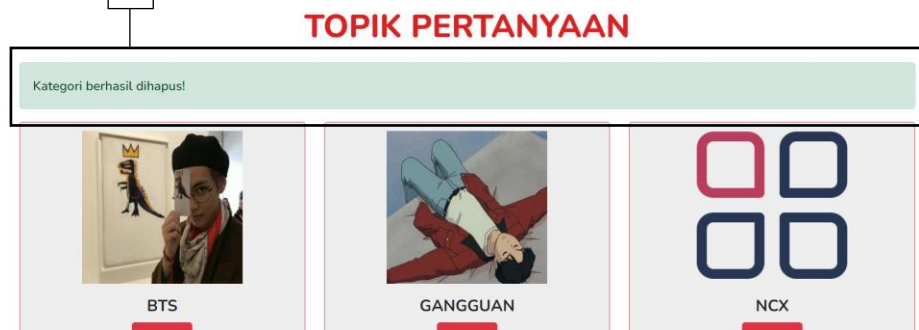 TOPIK PERTANYAAN
Kategori berhasil dihapus!
BTS
GANGGUAN
NCX